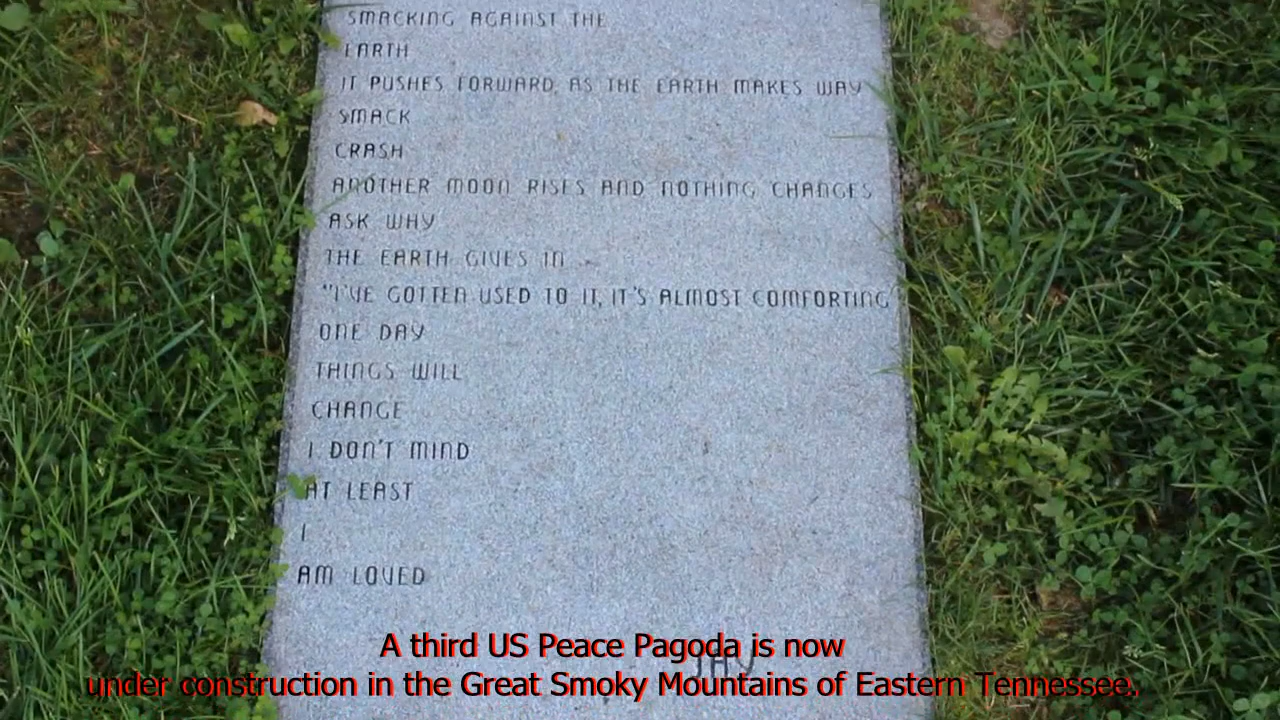 SMACKING AGAINST THE
EARTH
IT PUSHES FORWARD, AS THE EARTH MAKES WAY
SMACK
CRASH
ANOTHER MOON RISES AND NOTHING CHANGES
ASK WHY
THE EARTH GIVES IN
"I'VE GOTTEN USED TO IT, IT'S ALMOST COMFORTING"
ONE DAY
THINGS WILL
CHANGE
I DON'T MIND
AT LEAST
I
AM LOVED
JAY
A third US Peace Pagoda is now
under construction in the Great Smoky Mountains of Eastern Tennessee.